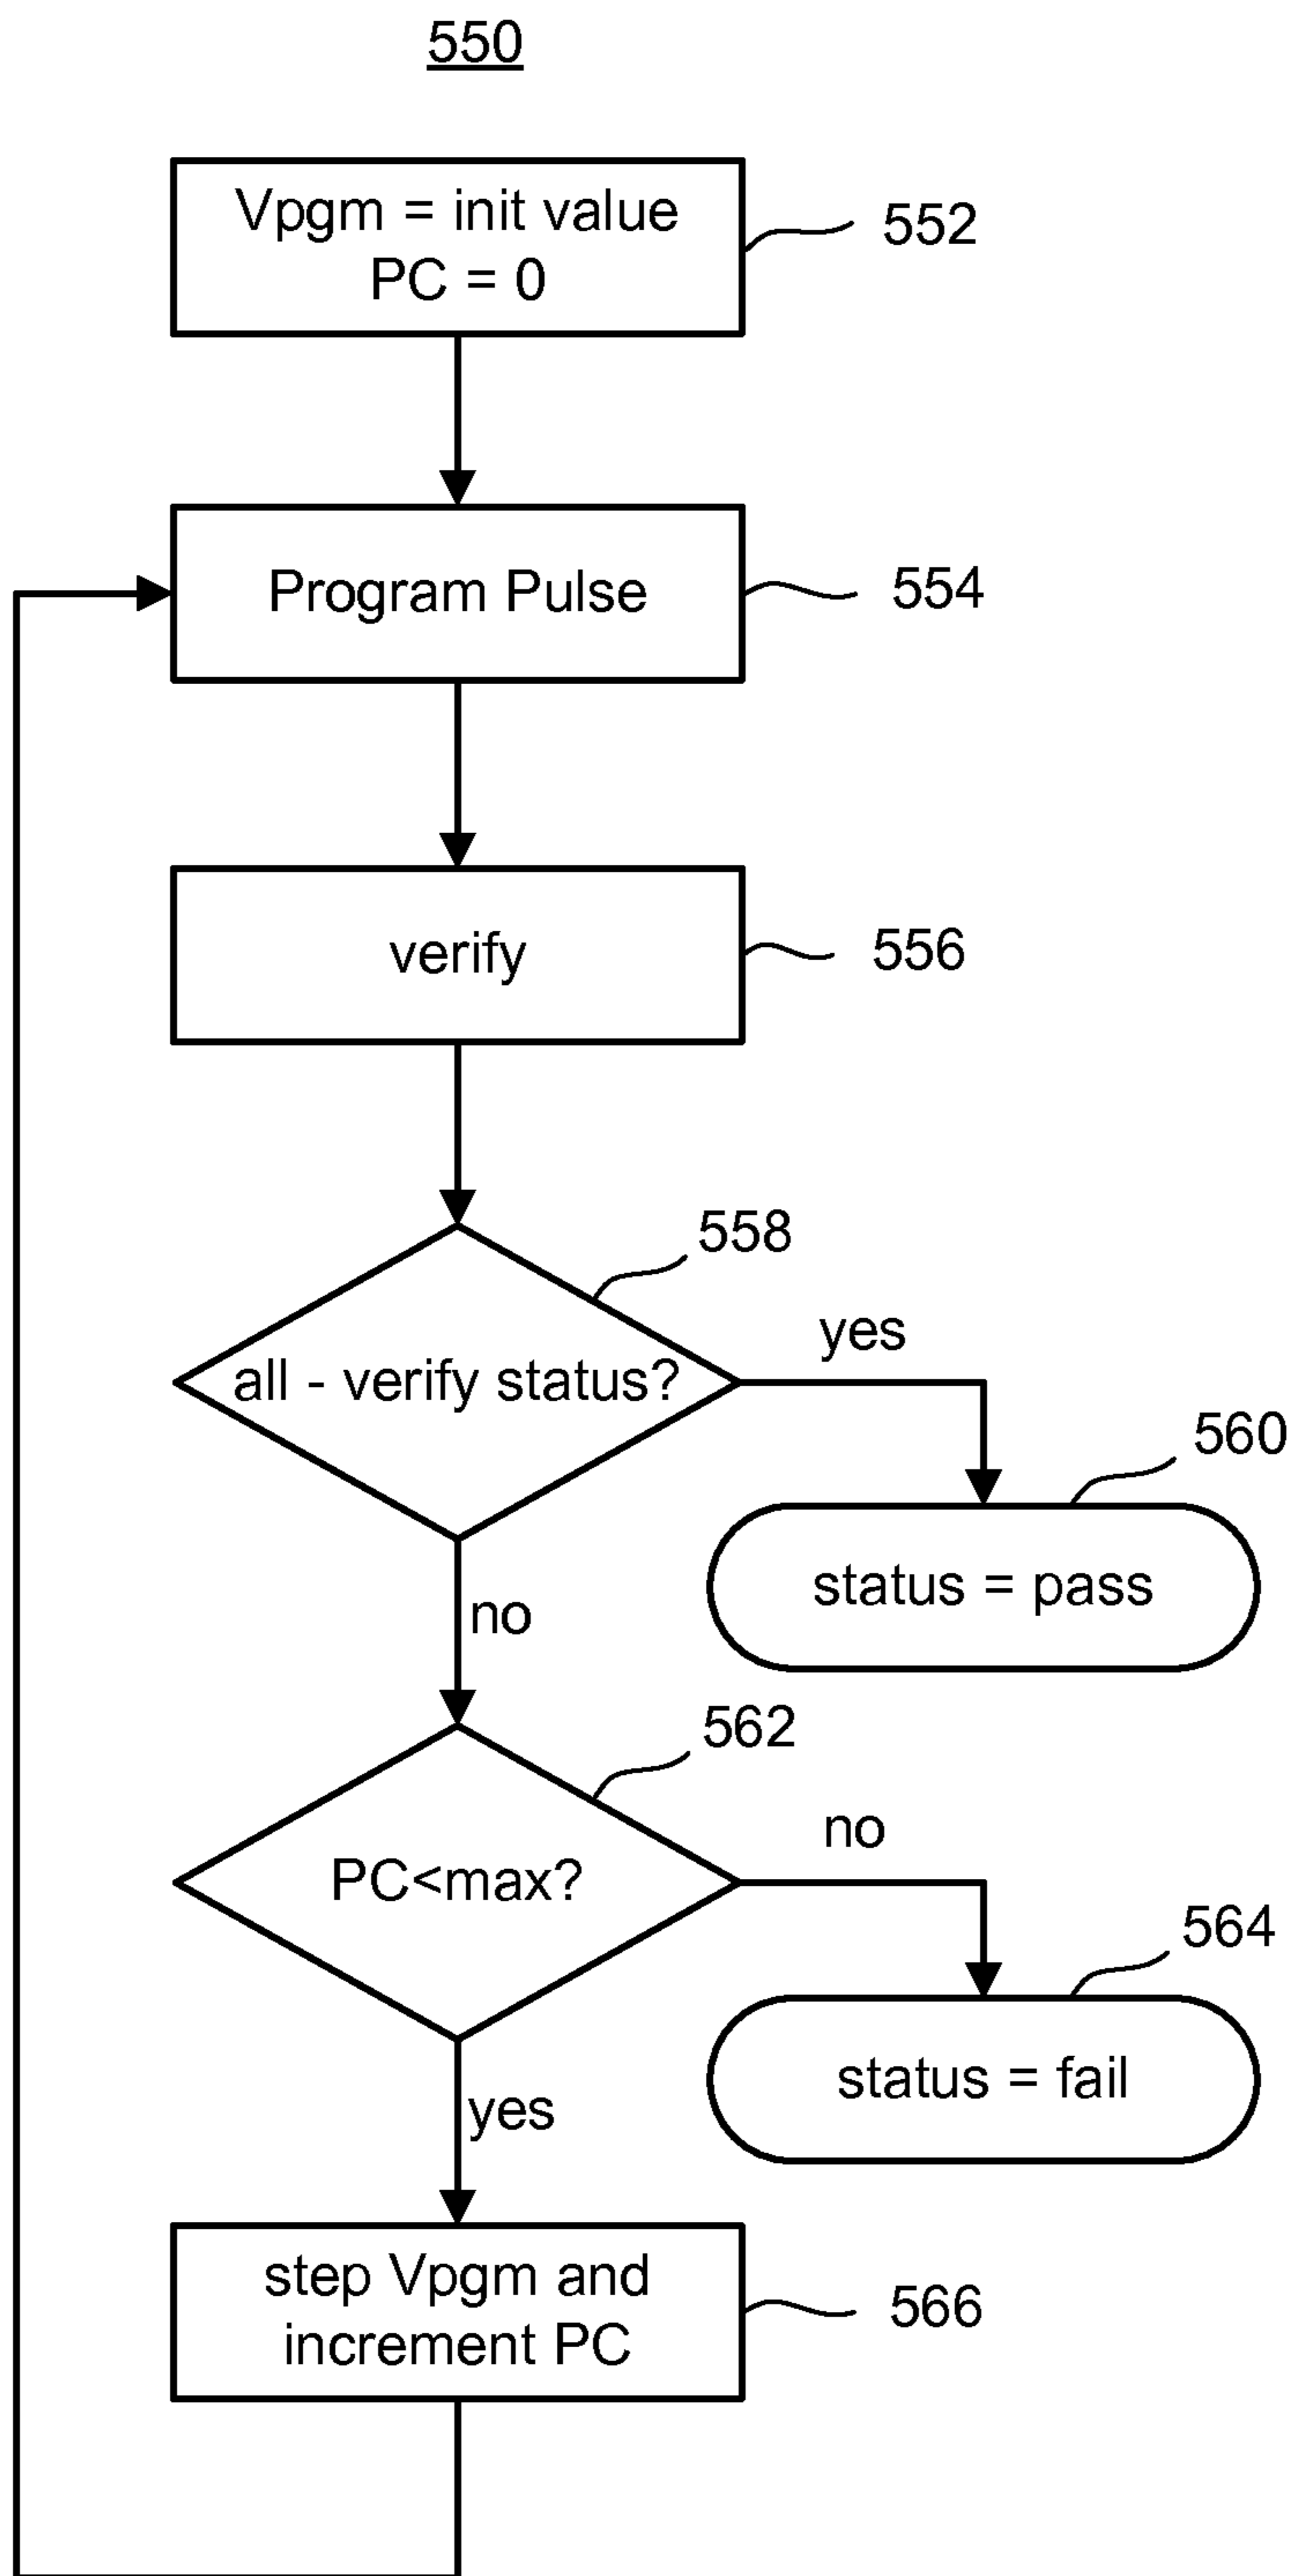 550
Vpgm = init value
PC = 0
552
Program Pulse
554
verify
556
558
all - verify status?
yes
560
status = pass
no
562
PC<max?
no
564
status = fail
yes
step Vpgm and
increment PC
566